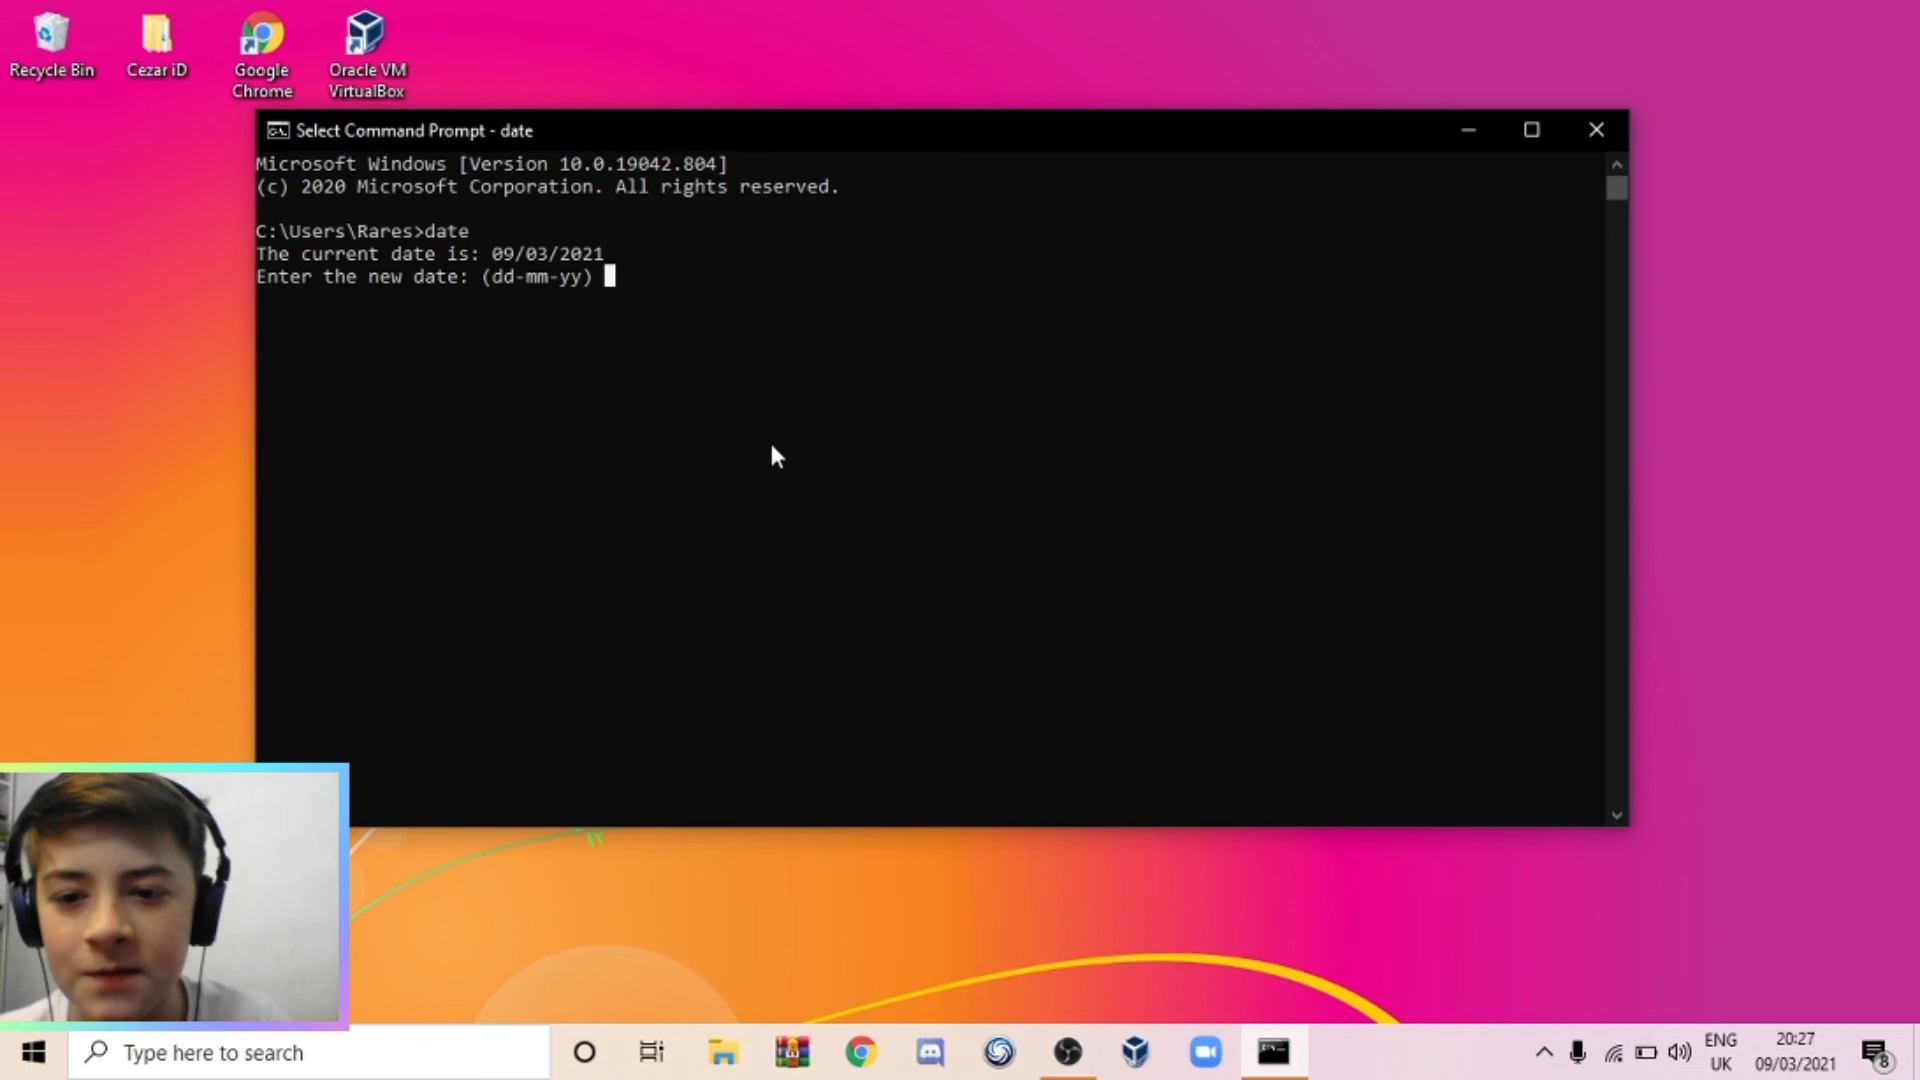 Recycle Bin
Cezar iD
Google
Chrome
Oracle VM
VirtualBox
Select Command Prompt - date
Microsoft Windows [Version 10.0.19042.804]
(c) 2020 Microsoft Corporation. All rights reserved.
C:\Users\Rares>date
The current date is: 09/03/2021
Enter the new date: (dd-mm-yy)
Type here to search
ENG
UK
20:27
09/03/2021
8